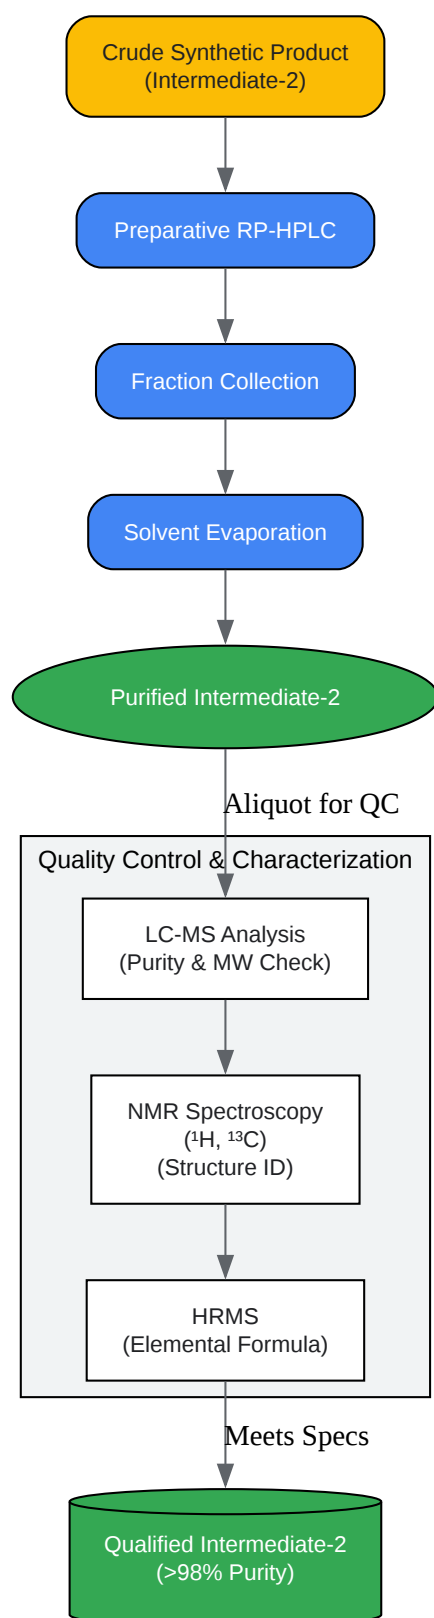 Crude Synthetic Product
(Intermediate-2)
Preparative RP-HPLC
Fraction Collection
Solvent Evaporation
Purified Intermediate-2
Aliquot for QC
Quality Control & Characterization
LC-MS Analysis
(Purity & MW Check)
NMR Spectroscopy
(¹H, ¹³C)
(Structure ID)
HRMS
(Elemental Formula)
Meets Specs
Qualified Intermediate-2
(>98% Purity)